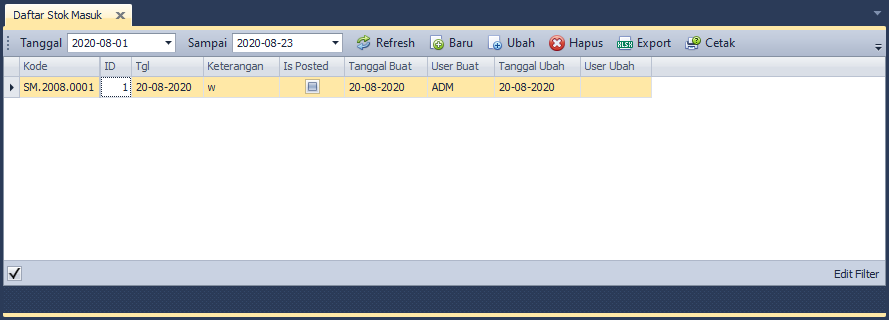 Daftar Stok Masuk
Tanggal 2020-08-01 Sampai 2020-08-23 Refresh Baru Ubah Hapus XLSX Export Cetak
Kode ID Tgl Keterangan Is Posted Tanggal Buat User Buat Tanggal Ubah User Ubah
SM.2008.0001 1 20-08-2020 w 20-08-2020 ADM 20-08-2020
Edit Filter